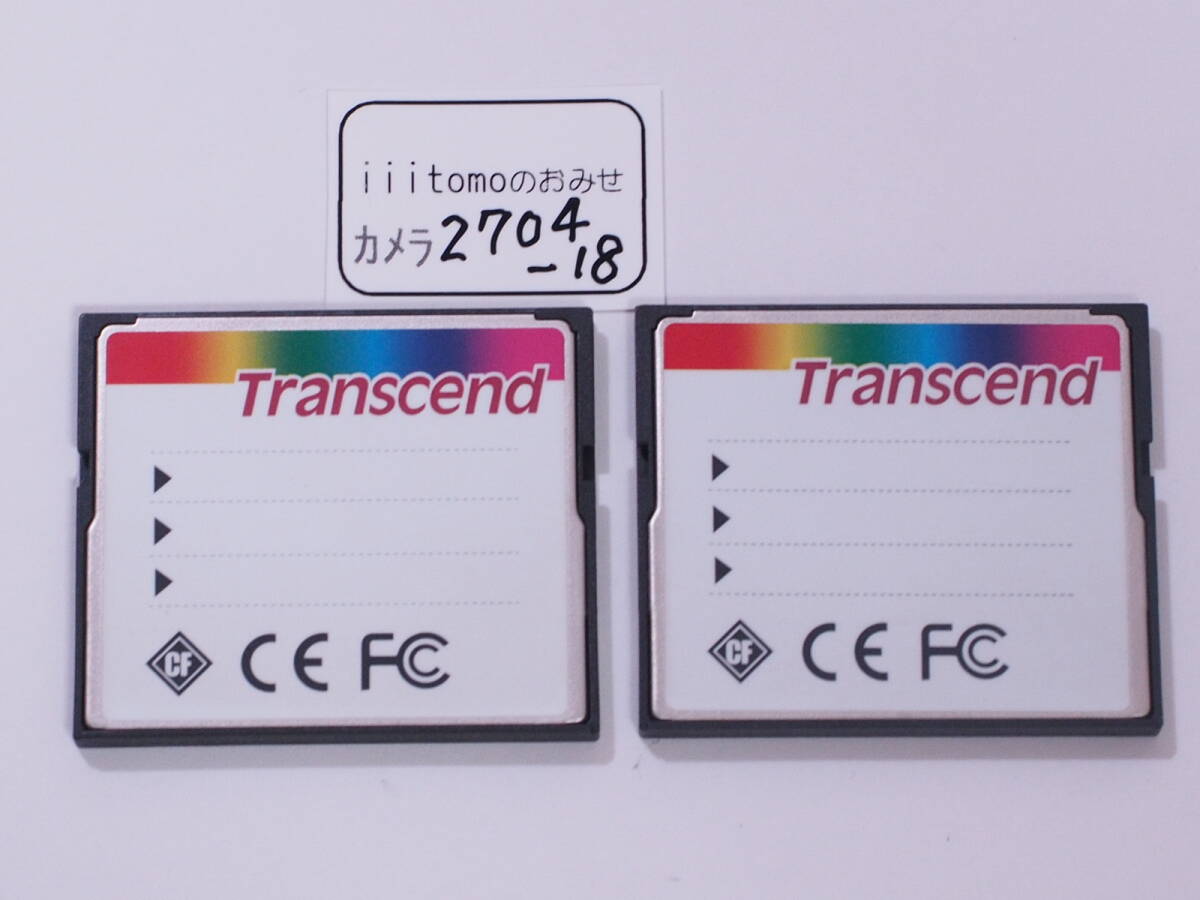 iiitomoのおみせ
カメラ2704
-18
Transcend
CF CE FC
Transcend
CF CE FC